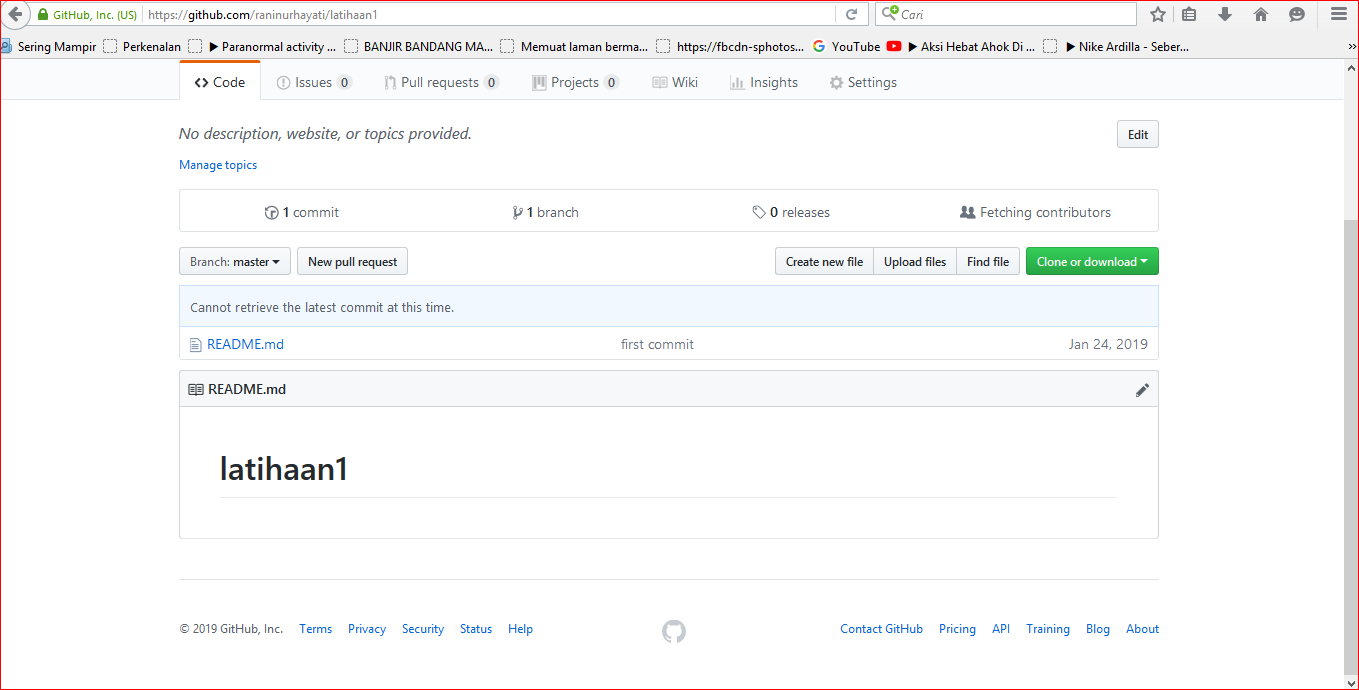 GitHub, Inc. (US) https://github.com/raninurhayati/latihaan1 Cari
Sering Mampir Perkenalan ▶ Paranormal activity ... BANJIR BANDANG MA... Memuat laman berma... https://fbcdn-sphotos... YouTube ▶ Aksi Hebat Ahok Di ... ▶ Nike Ardilla - Seber... »
<> Code Issues 0 Pull requests 0 Projects 0 Wiki Insights Settings
No description, website, or topics provided. Edit
Manage topics
1 commit 1 branch 0 releases Fetching contributors
Branch: master New pull request Create new file Upload files Find file Clone or download
Cannot retrieve the latest commit at this time.
README.md first commit Jan 24, 2019
README.md
latihaan1
© 2019 GitHub, Inc. Terms Privacy Security Status Help Contact GitHub Pricing API Training Blog About